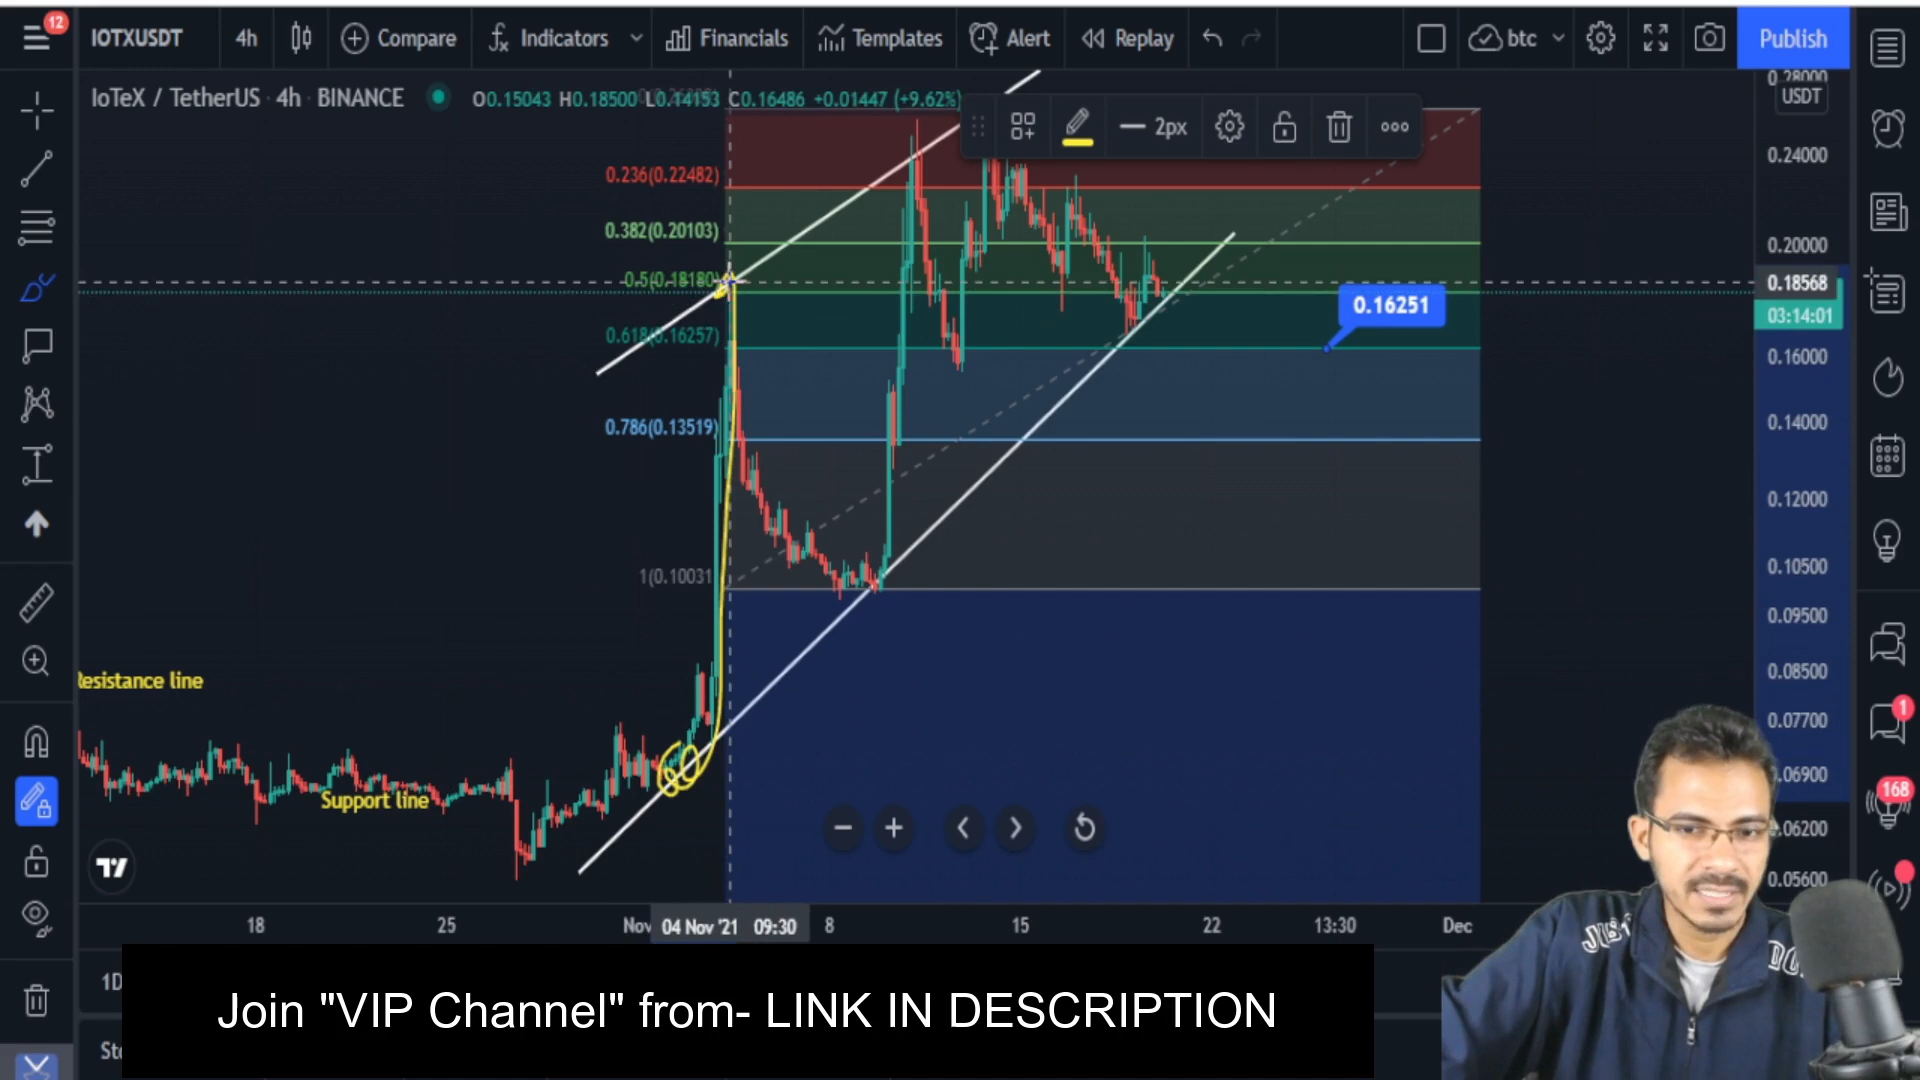 12
IOTXUSDT
4h
Compare
Indicators
Financials
Templates
Alert
Replay
btc
Publish
IoTeX / TetherUS 4h BINANCE
O0.15043 H0.18500 L0.14153 C0.16486 +0.01447 (+9.62%)
2px
0.28000
USDT
0.24000
0.20000
0.18568
03:14:01
0.16000
0.14000
0.12000
0.10500
0.09500
0.08500
0.07700
0.06900
.06200
0.05600
0.236(0.22482)
0.382(0.20103)
0.5(0.18180)
0.618(0.16257)
0.786(0.13519)
1(0.10031)
0.16251
Resistance line
Support line
1
168
18
25
Nov
04 Nov '21 09:30
8
15
22
13:30
Dec
1D
Join "VIP Channel" from- LINK IN DESCRIPTION